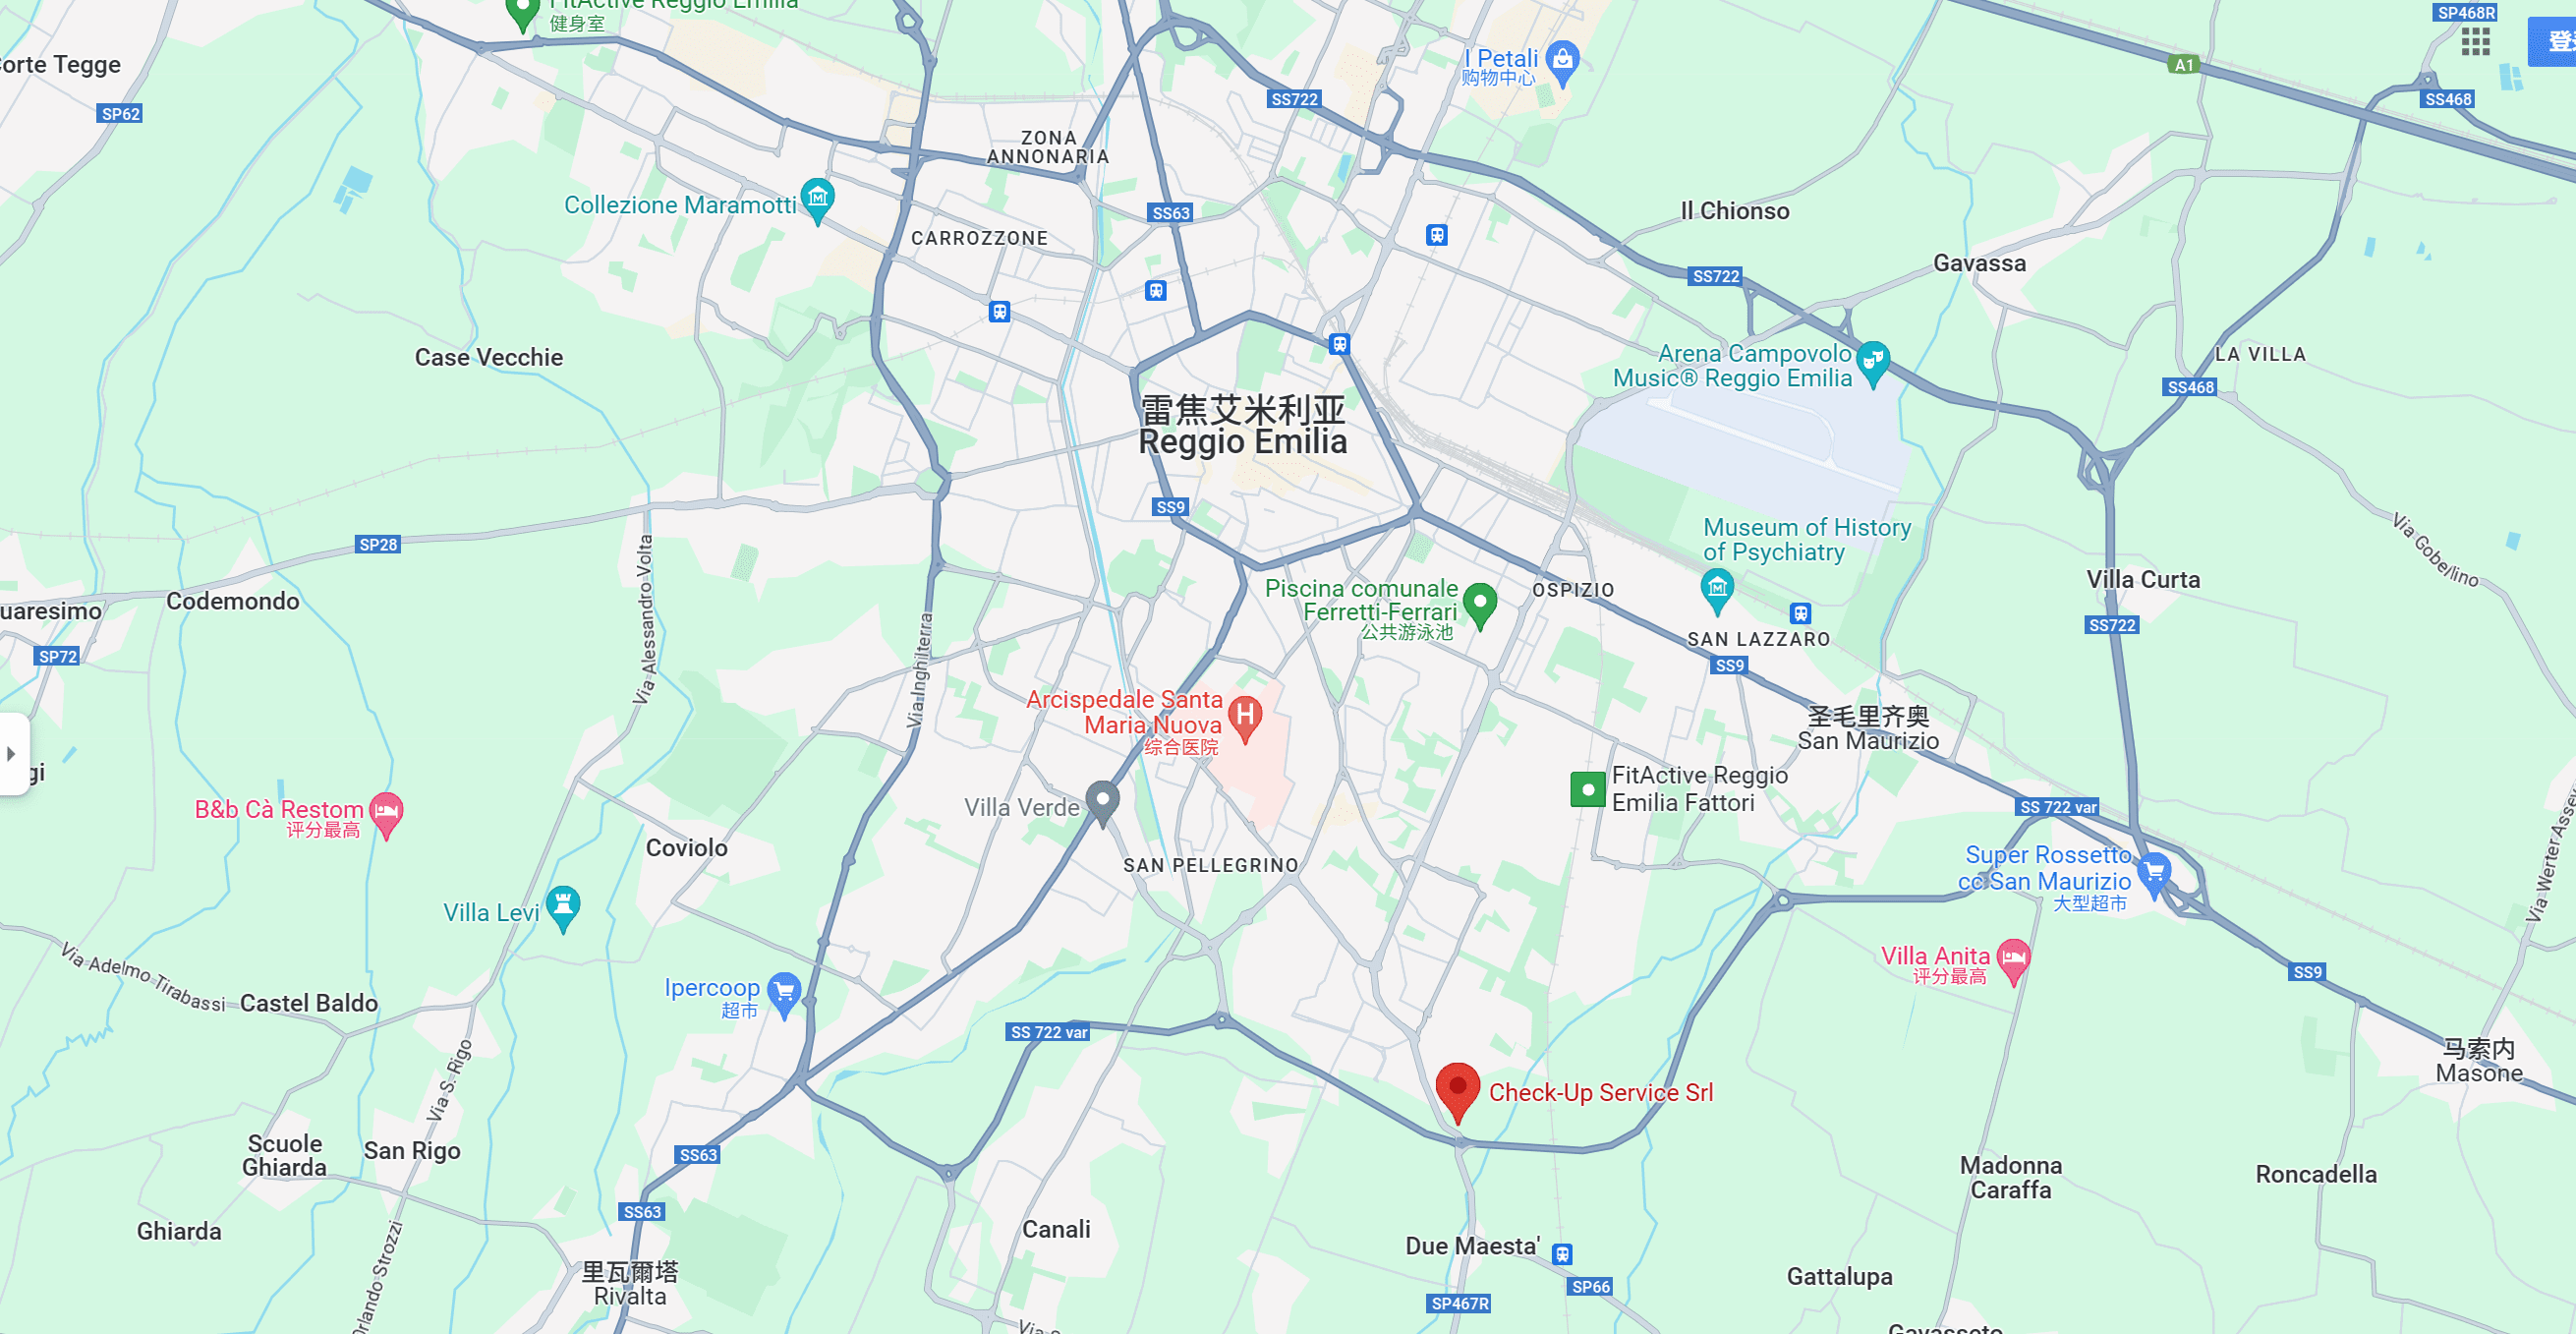 FitActive Reggio Emilia
健身室
SP468R
登
Corte Tegge
I Petali
购物中心
A1
SS722
SS468
SP62
ZONA
ANNONARIA
Collezione Maramotti
SS63
Il Chionso
CARROZZONE
Gavassa
SS722
Case Vecchie
Arena Campovolo
Music® Reggio Emilia
LA VILLA
SS468
雷焦艾米利亚
Reggio Emilia
SS9
Museum of History
of Psychiatry
Via Gobellino
SP28
Via Alessandro Volta
Villa Curta
Piscina comunale
Ferretti-Ferrari
公共游泳池
OSPIZIO
Codemondo
uaresimo
SS722
SAN LAZZARO
SP72
SS9
Via Inghilterra
Arcispedale Santa
Maria Nuova
综合医院
圣毛里齐奥
San Maurizio
gi
FitActive Reggio
Emilia Fattori
B&b Cà Restom
评分最高
Villa Verde
SS 722 var
Via Werter Assev
Coviolo
SAN PELLEGRINO
Super Rossetto
cc San Maurizio
大型超市
Villa Levi
Villa Anita
评分最高
SS9
Via Adelmo Tirabassi
Castel Baldo
Ipercoop
超市
SS 722 var
马索内
Masone
Via S. Rigo
Check-Up Service Srl
Scuole
Ghiarda
San Rigo
SS63
Madonna
Caraffa
Roncadella
SS63
Ghiarda
Canali
Due Maesta'
Orlando Strozzi
里瓦爾塔
Rivalta
Gattalupa
SP66
SP467R
Gavasseto